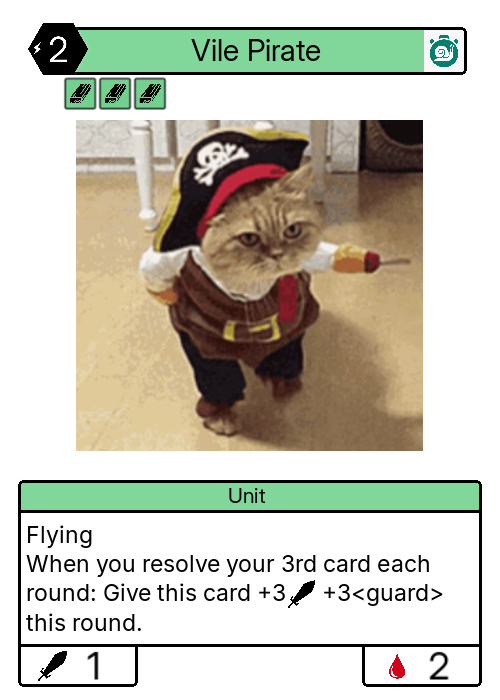 2
Vile Pirate
Unit
Flying
When you resolve your 3rd card each
round: Give this card +3 +3<guard>
this round.
1
2